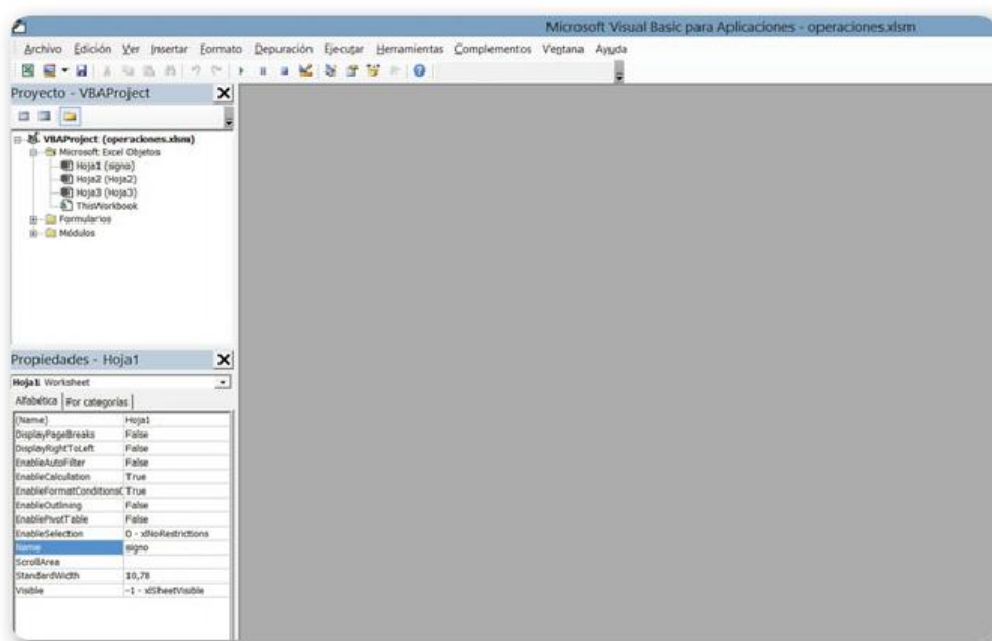 Microsoft Visual Basic para Aplicaciones - operaciones.xlsm
Archivo Edición Ver Insertar Formato Depuración Ejecutar Herramientas Complementos Ventana Ayuda
Proyecto - VBAProject
VBAProject (operaciones.xlsm)
Microsoft Excel Objetos
Hoja1 (signo)
Hoja2 (Hoja2)
Hoja3 (Hoja3)
ThisWorkbook
Formularios
Módulos
Propiedades - Hoja1
Hoja1 Worksheet
Alfabética Por categorías
(Name) Hoja1
DisplayPageBreaks False
DisplayRightToLeft False
EnableAutoFilter False
EnableCalculation True
EnableFormatConditionsC True
EnableOutlining False
EnablePivotTable False
EnableSelection 0 - xlNoRestrictions
Name signo
ScrollArea
StandardWidth 10,78
Visible -1 - xlSheetVisible